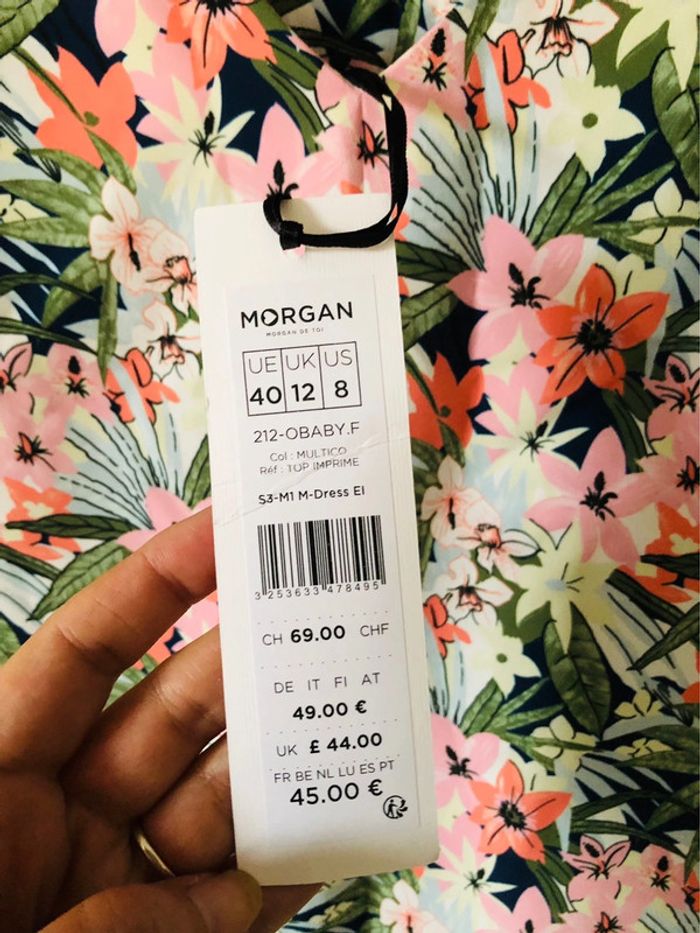 MORGAN
MORGAN DE TOI
UE UK US
40 12 8
212-OBABY.F
Col : MULTICO
Réf : TOP IMPRIME
S3-M1 M-Dress El
3 253633 478495
CH 69.00 CHF
DE IT FI AT
49.00 €
UK £ 44.00
FR BE NL LU ES PT
45.00 €